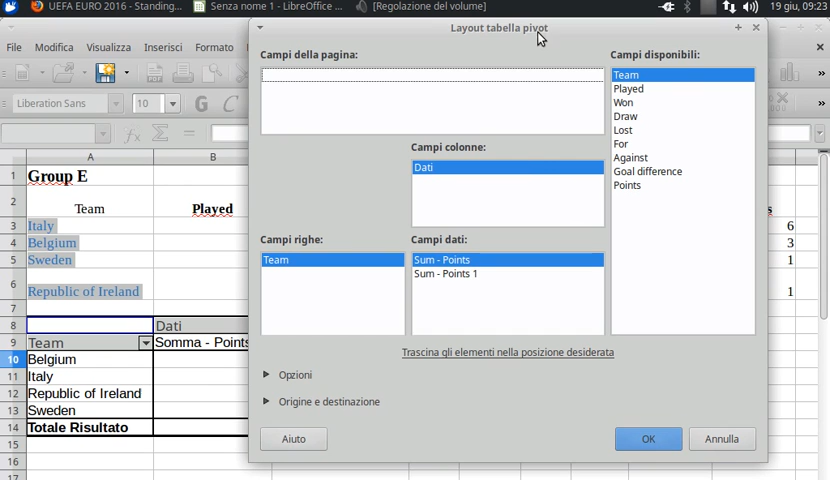 UEFA EURO 2016 - Standing... Senza nome 1 - LibreOffice ... [Regolazione del volume] 19 giu, 09:23
Layout tabella pivot
File Modifica Visualizza Inserisci Formato
Liberation Sans 10 G C
A B
1 Group E
2 Team Played s
3 Italy 6
4 Belgium 3
5 Sweden 1
6 Republic of Ireland 1
7
8 Dati
9 Team Somma - Points
10 Belgium
11 Italy
12 Republic of Ireland
13 Sweden
14 Totale Risultato
15
16
17
Campi della pagina:
Campi colonne:
Dati
Campi righe:
Team
Campi dati:
Sum - Points
Sum - Points 1
Campi disponibili:
Team
Played
Won
Draw
Lost
For
Against
Goal difference
Points
Trascina gli elementi nella posizione desiderata
Opzioni
Origine e destinazione
Aiuto OK Annulla